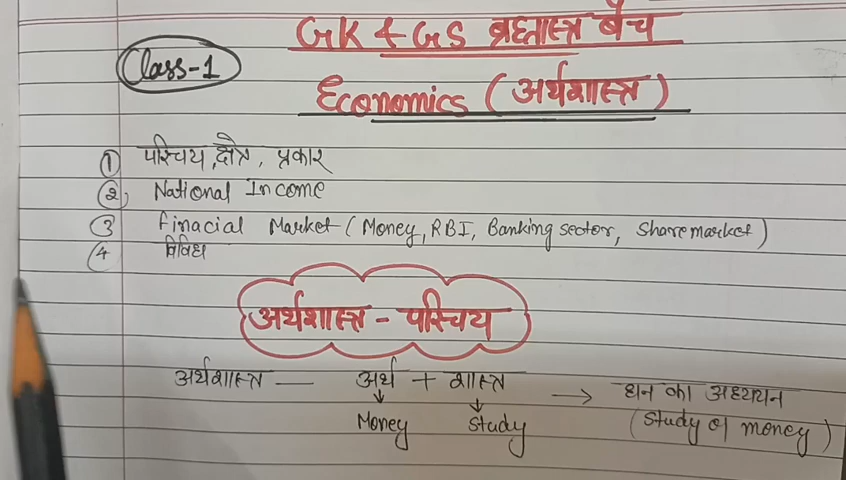 GK & GS ब्रह्मास्त्र बैच
Class-1
Economics (अर्थशास्त्र)
① परिचय, क्षेत्र, प्रकार
②, National Income
③ Finacial Market (Money, RBI, Banking sector, Share market)
④ विविध
अर्थशास्त्र - परिचय
अर्थशास्त्र — अर्थ + शास्त्र → धन का अध्ययन
↓ Money ↓ Study (Study of money)